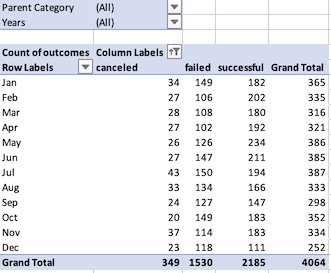 Parent Category (All)
Years (All)
Count of outcomes Column Labels
Row Labels canceled failed successful Grand Total
Jan 34 149 182 365
Feb 27 106 202 335
Mar 28 108 180 316
Apr 27 102 192 321
May 26 126 234 386
Jun 27 147 211 385
Jul 43 150 194 387
Aug 33 134 166 333
Sep 24 127 147 298
Oct 20 149 183 352
Nov 37 114 183 334
Dec 23 118 111 252
Grand Total 349 1530 2185 4064